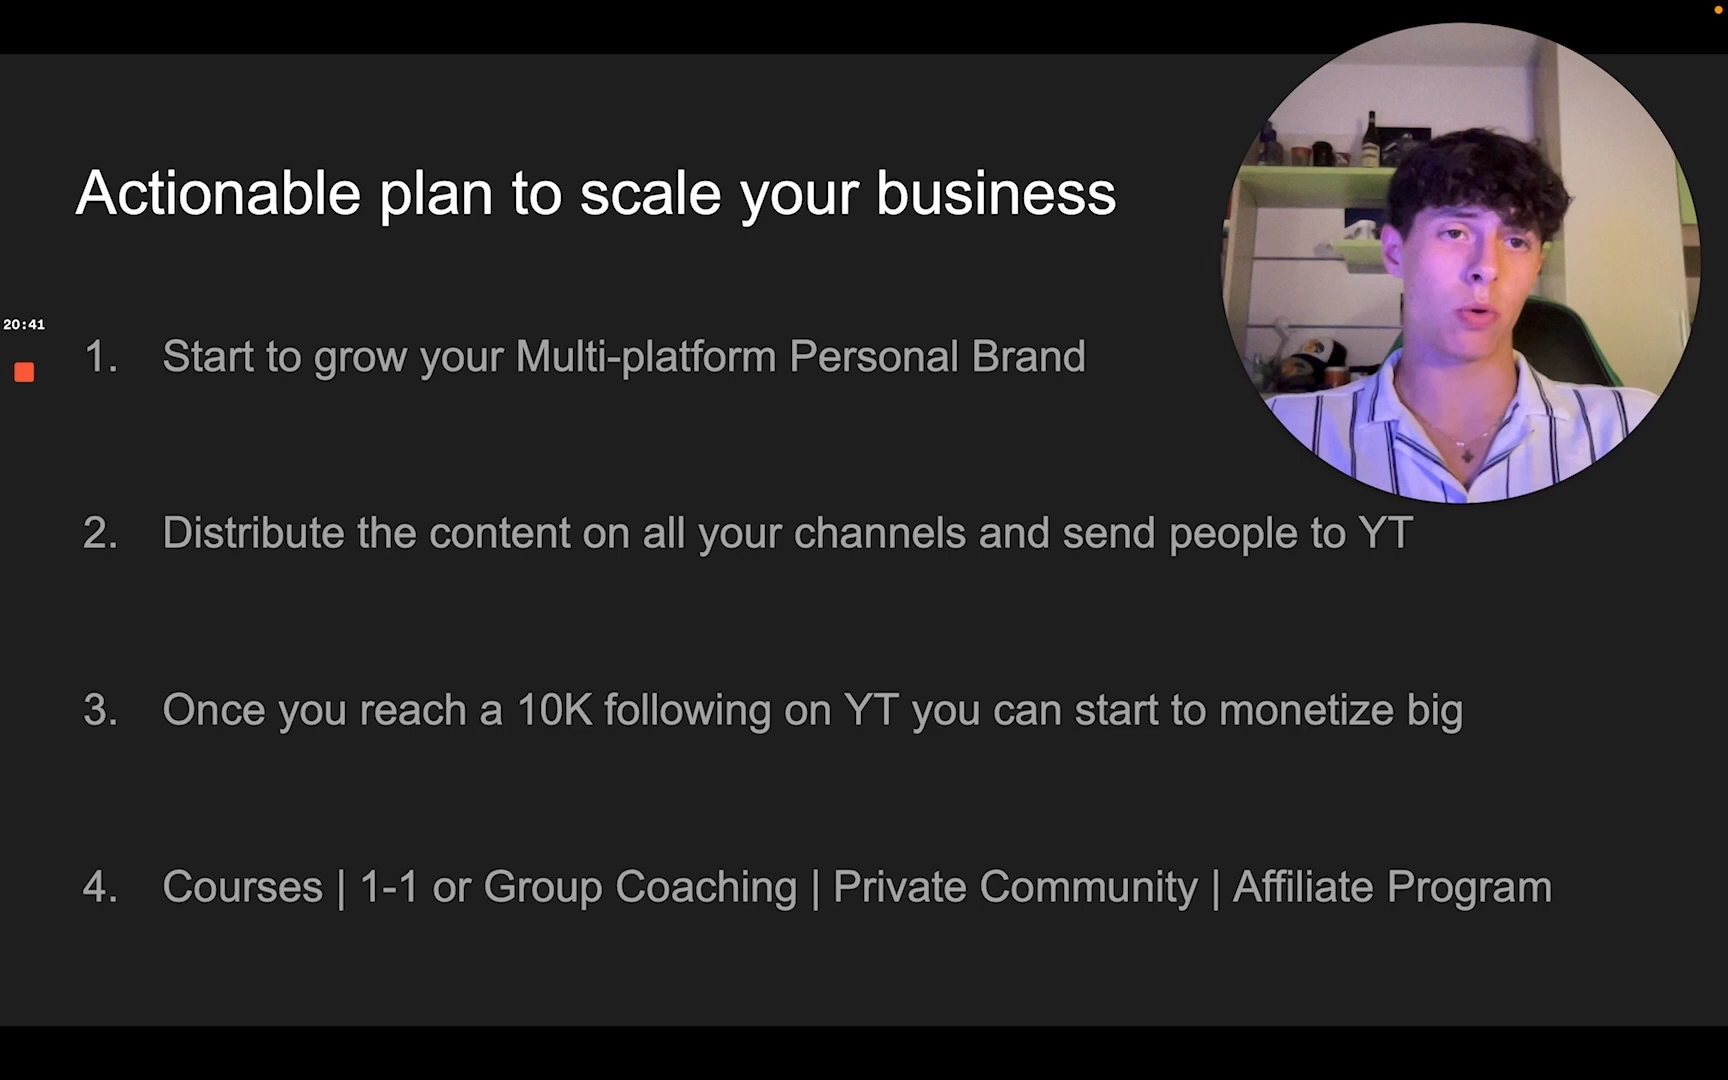 Actionable plan to scale your business
20:41
1. Start to grow your Multi-platform Personal Brand
2. Distribute the content on all your channels and send people to YT
3. Once you reach a 10K following on YT you can start to monetize big
4. Courses | 1-1 or Group Coaching | Private Community | Affiliate Program